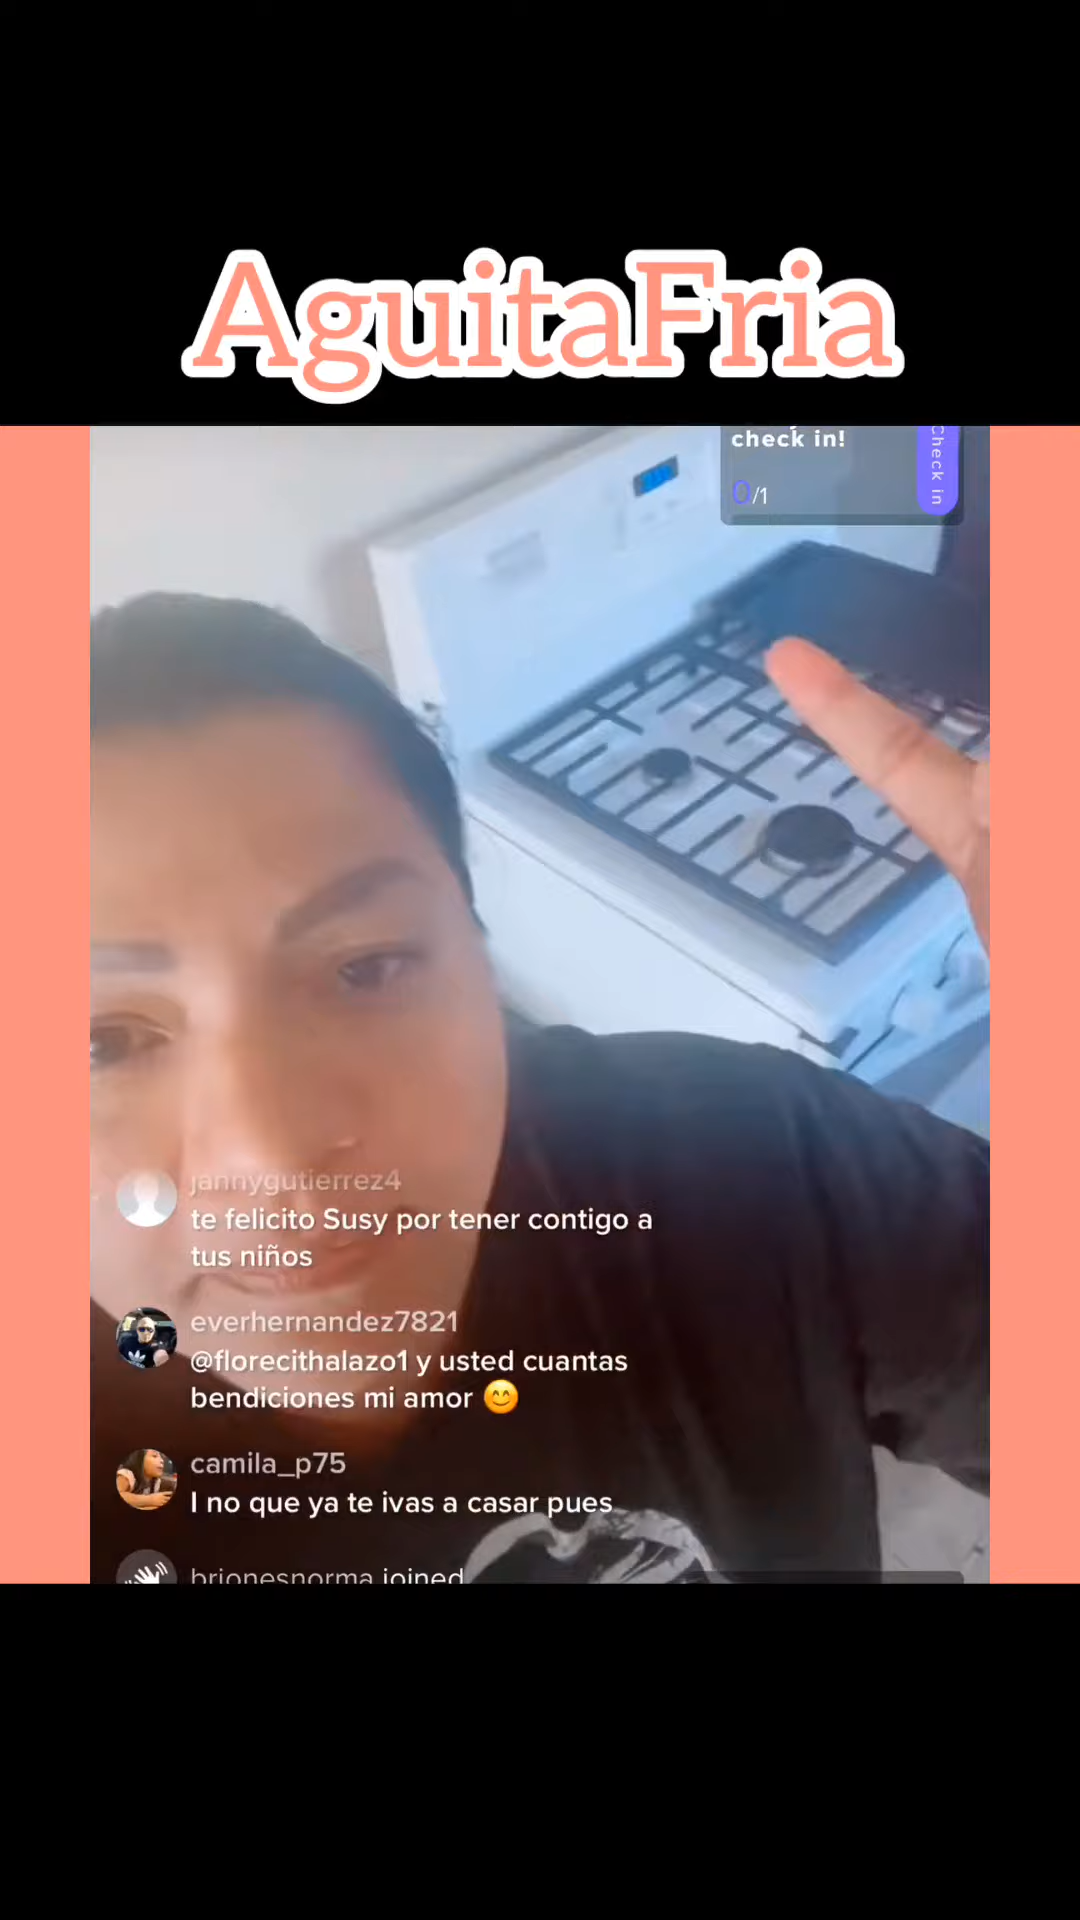 AguitaFria
check in!
0/1
Check in
jannygutierrez4
te felicito Susy por tener contigo a
tus niños
everhernandez7821
@florecithalazo1 y usted cuantas
bendiciones mi amor 😊
camila_p75
I no que ya te ivas a casar pues
brionesnorma joined